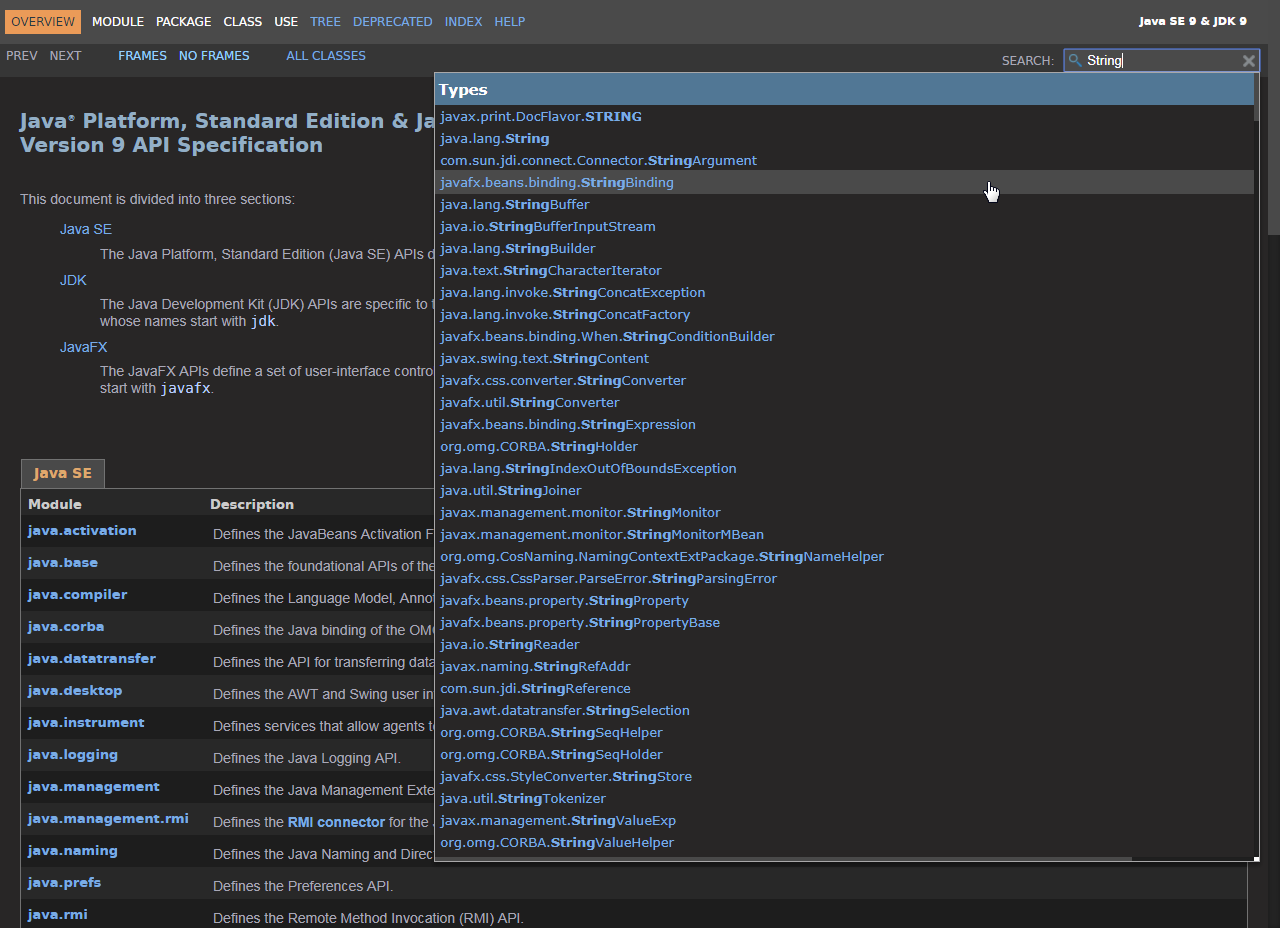 OVERVIEW MODULE PACKAGE CLASS USE TREE DEPRECATED INDEX HELP Java SE 9 & JDK 9
PREV NEXT FRAMES NO FRAMES ALL CLASSES SEARCH: String
Java® Platform, Standard Edition & Ja
Version 9 API Specification
This document is divided into three sections:
Java SE
The Java Platform, Standard Edition (Java SE) APIs d
JDK
The Java Development Kit (JDK) APIs are specific to
whose names start with jdk.
JavaFX
The JavaFX APIs define a set of user-interface contro
start with javafx.
Java SE
Module Description
java.activation Defines the JavaBeans Activation F
java.base Defines the foundational APIs of the
java.compiler Defines the Language Model, Anno
java.corba Defines the Java binding of the OMG
java.datatransfer Defines the API for transferring data
java.desktop Defines the AWT and Swing user in
java.instrument Defines services that allow agents t
java.logging Defines the Java Logging API.
java.management Defines the Java Management Exte
java.management.rmi Defines the RMI connector for the
java.naming Defines the Java Naming and Direc
java.prefs Defines the Preferences API.
java.rmi Defines the Remote Method Invocation (RMI) API.
Types
javax.print.DocFlavor.STRING
java.lang.String
com.sun.jdi.connect.Connector.StringArgument
javafx.beans.binding.StringBinding
java.lang.StringBuffer
java.io.StringBufferInputStream
java.lang.StringBuilder
java.text.StringCharacterIterator
java.lang.invoke.StringConcatException
java.lang.invoke.StringConcatFactory
javafx.beans.binding.When.StringConditionBuilder
javax.swing.text.StringContent
javafx.css.converter.StringConverter
javafx.util.StringConverter
javafx.beans.binding.StringExpression
org.omg.CORBA.StringHolder
java.lang.StringIndexOutOfBoundsException
java.util.StringJoiner
javax.management.monitor.StringMonitor
javax.management.monitor.StringMonitorMBean
org.omg.CosNaming.NamingContextExtPackage.StringNameHelper
javafx.css.CssParser.ParseError.StringParsingError
javafx.beans.property.StringProperty
javafx.beans.property.StringPropertyBase
java.io.StringReader
javax.naming.StringRefAddr
com.sun.jdi.StringReference
java.awt.datatransfer.StringSelection
org.omg.CORBA.StringSeqHelper
org.omg.CORBA.StringSeqHolder
javafx.css.StyleConverter.StringStore
java.util.StringTokenizer
javax.management.StringValueExp
org.omg.CORBA.StringValueHelper